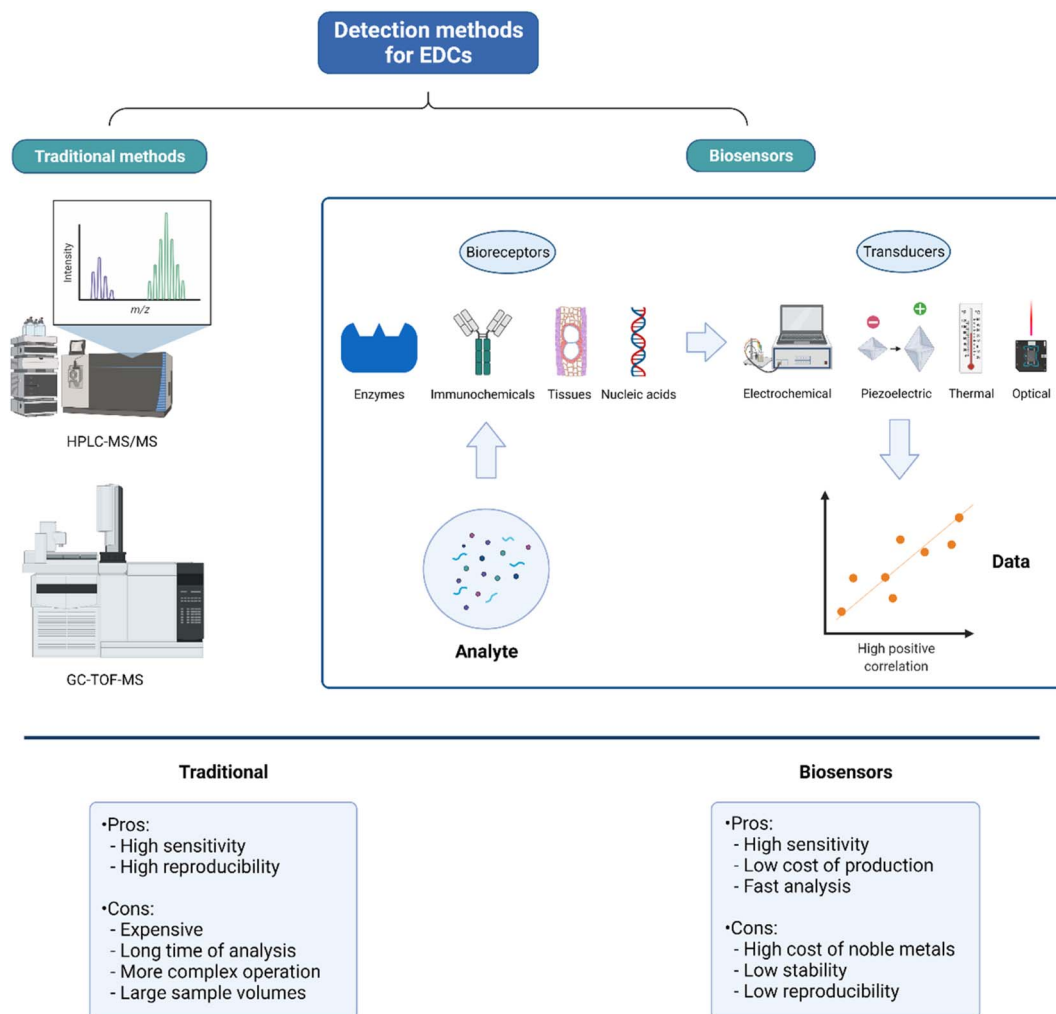 Detection methods
for EDCs
Traditional methods
Biosensors
Intensity
m/z
HPLC-MS/MS
GC-TOF-MS
Bioreceptors
Transducers
Enzymes
Immunochemicals
Tissues
Nucleic acids
Electrochemical
Piezoelectric
Thermal
Optical
Analyte
Data
High positive
correlation
Traditional
•Pros:
- High sensitivity
- High reproducibility
•Cons:
- Expensive
- Long time of analysis
- More complex operation
- Large sample volumes
Biosensors
•Pros:
- High sensitivity
- Low cost of production
- Fast analysis
•Cons:
- High cost of noble metals
- Low stability
- Low reproducibility